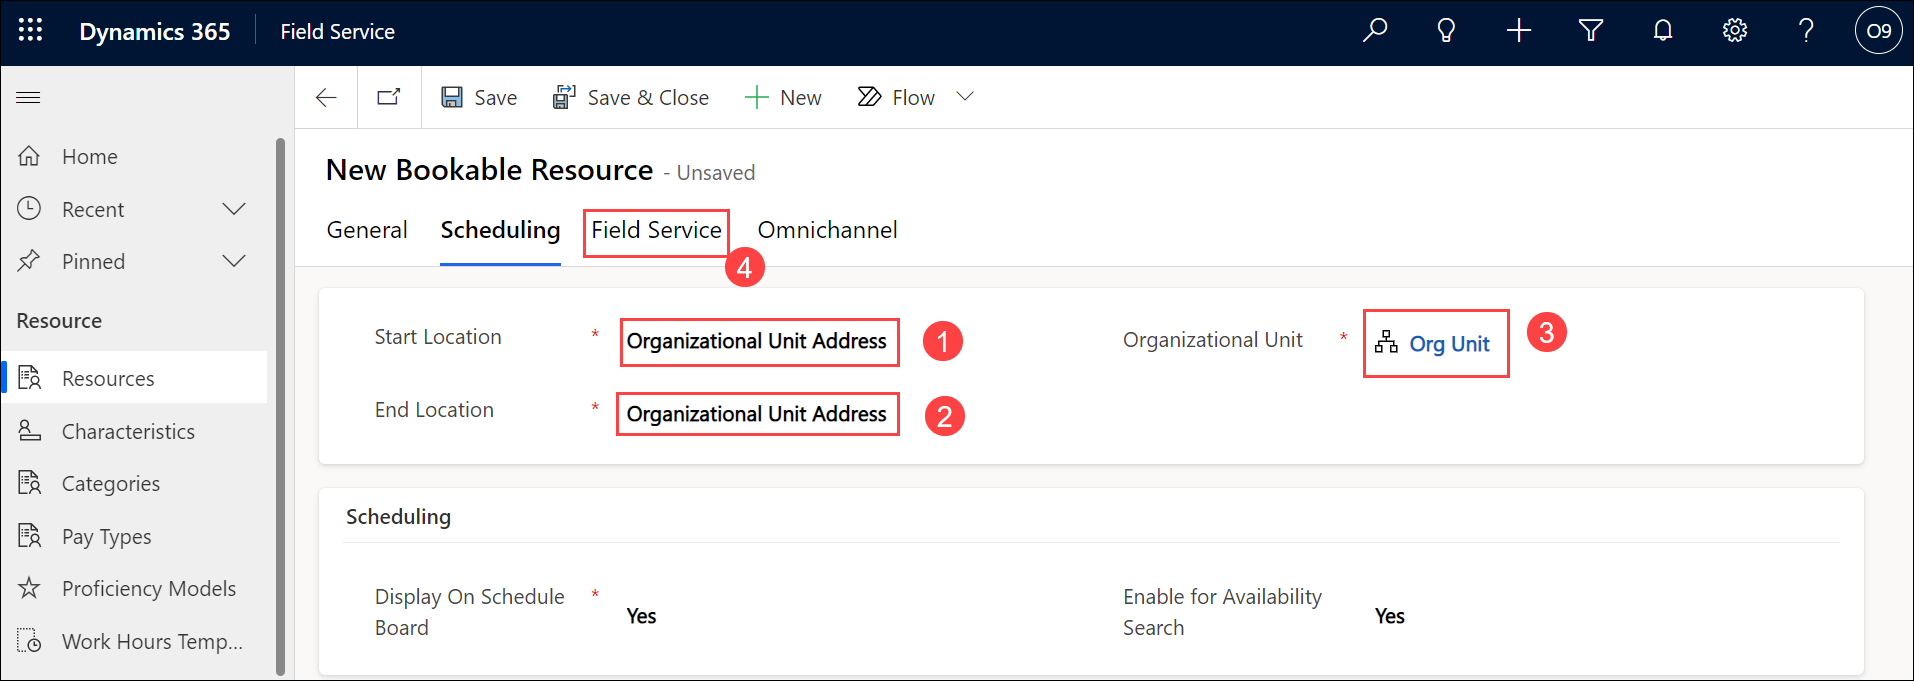 Dynamics 365 Field Service ? O9
Save Save & Close New Flow
Home
Recent
Pinned
Resource
Resources
Characteristics
Categories
Pay Types
Proficiency Models
Work Hours Temp...
New Bookable Resource - Unsaved
General Scheduling Field Service Omnichannel
4
Start Location * Organizational Unit Address 1
Organizational Unit * Org Unit 3
End Location * Organizational Unit Address 2
Scheduling
Display On Schedule
Board * Yes
Enable for Availability
Search Yes